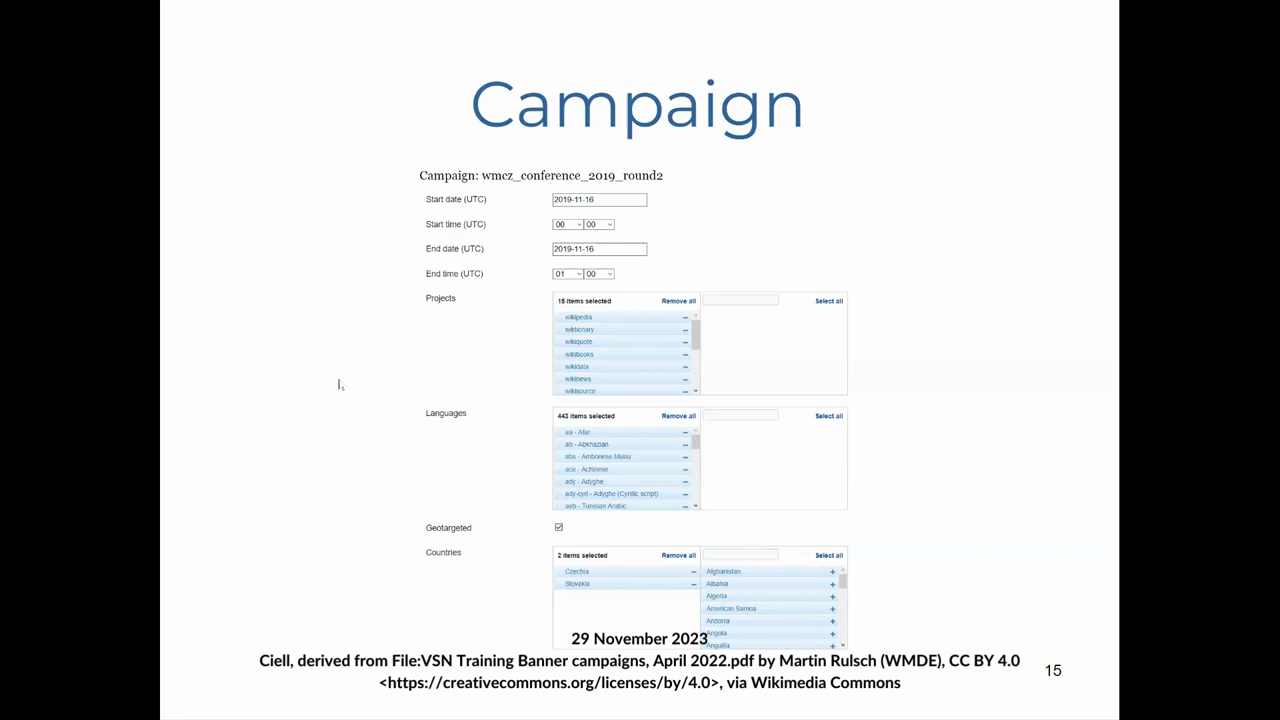 Campaign
Campaign: wmcz_conference_2019_round2
Start date (UTC) 2019-11-16
Start time (UTC) 00 00
End date (UTC) 2019-11-16
End time (UTC) 01 00
Projects 15 items selected Remove all Select all
wikipedia
wiktionary
wikiquote
wikibooks
wikidata
wikinews
wikisource
Languages 443 items selected Remove all Select all
aa - Afar
ab - Abkhazian
abs - Ambonese Malay
ace - Achinese
ady - Adyghe
ady-cyrl - Adyghe (Cyrillic script)
aeb - Tunisian Arabic
Geotargeted
Countries 2 items selected Remove all Select all
Czechia Afghanistan
Slovakia Albania
Algeria
American Samoa
Andorra
Angola
Anguilla
29 November 2023
Ciell, derived from File:VSN Training Banner campaigns, April 2022.pdf by Martin Rulsch (WMDE), CC BY 4.0
<https://creativecommons.org/licenses/by/4.0>, via Wikimedia Commons
15